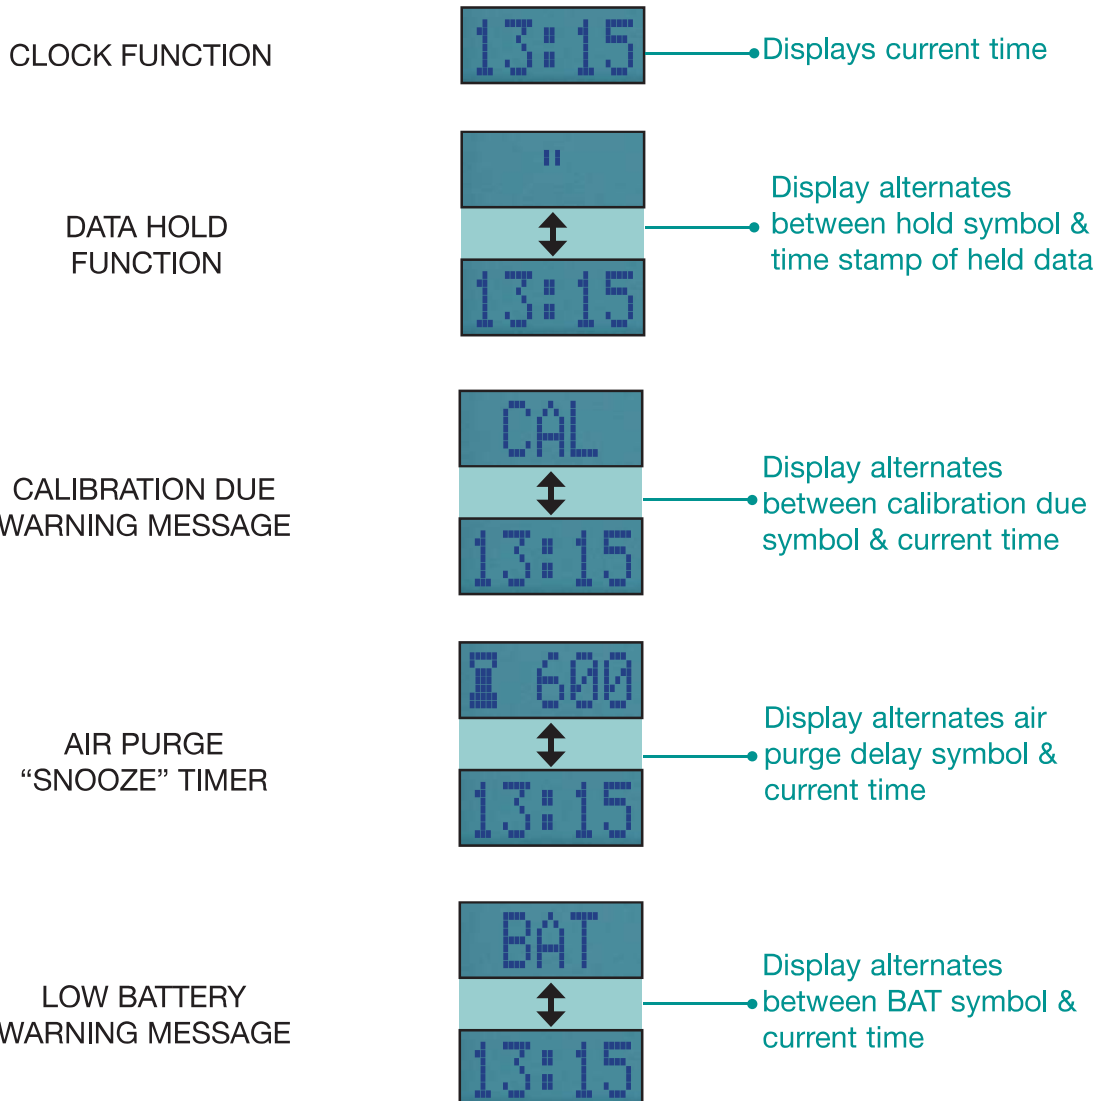 CLOCK FUNCTION
13:15
Displays current time
DATA HOLD
FUNCTION
"
13:15
Display alternates
between hold symbol &
time stamp of held data
CALIBRATION DUE
WARNING MESSAGE
CAL
13:15
Display alternates
between calibration due
symbol & current time
AIR PURGE
“SNOOZE” TIMER
600
13:15
Display alternates air
purge delay symbol &
current time
LOW BATTERY
WARNING MESSAGE
BAT
13:15
Display alternates
between BAT symbol &
current time